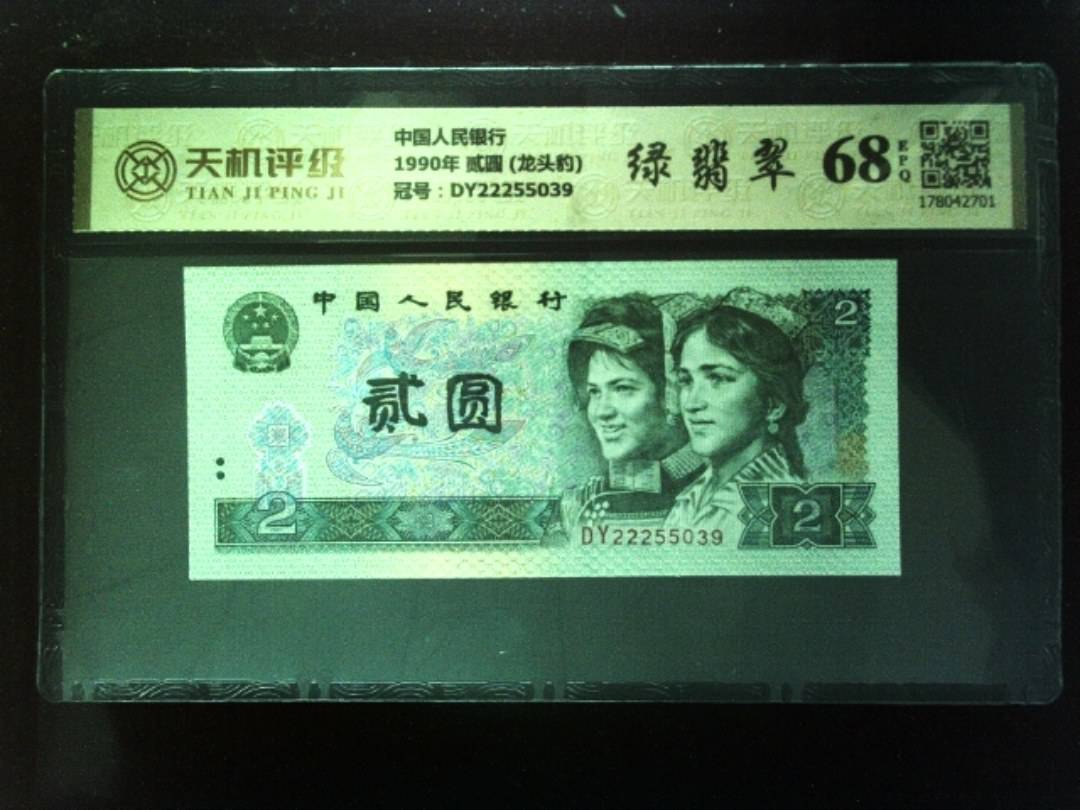 天机评级
TIAN JI PING JI
中国人民银行
1990年 贰圆 (龙头豹)
冠号：DY22255039
绿翡翠
68
EPQ
178042701
中国人民银行
2
贰圆
2
DY22255039
2